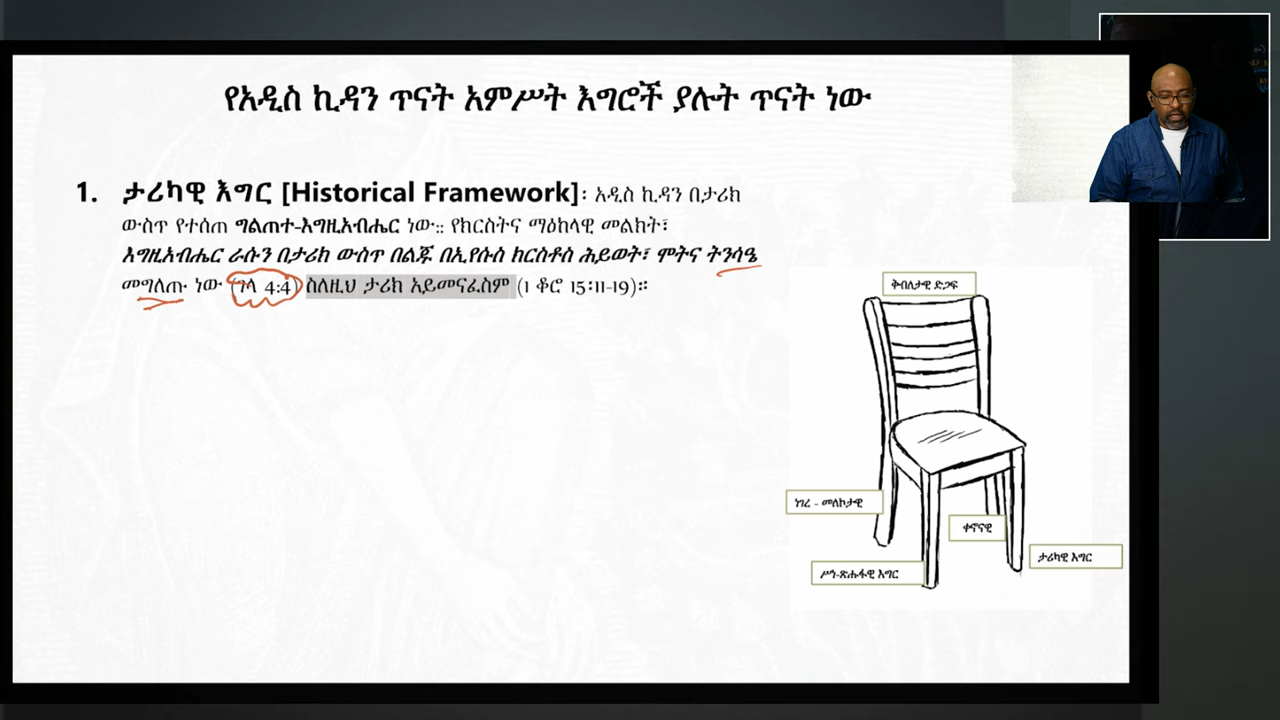 የአዲስ ኪዳን ጥናት አምሥት እግሮች ያሉት ጥናት ነው
1. ታሪካዊ እግር [Historical Framework]፡ አዲስ ኪዳን በታሪክ
ውስጥ የተሰጠ ግልጠተ-እግዚአብሔር ነው። የክርስትና ማዕከላዊ መልክት፣
እግዚአብሔር ራሱን በታሪክ ውስጥ በልጁ በኢየሱስ ክርስቶስ ሕይወት፣ ሞትና ትንሳዔ
መግለጡ ነው (ገላ 4:4) ስለዚህ ታሪክ አይመናፈስም (1 ቆሮ 15፡11-19)።
ቅብለታዊ ድጋፍ
ነገረ - መለኮታዊ
ቀኖናዊ
ታሪካዊ እግር
ሥነ-ጽሑፋዊ እግር